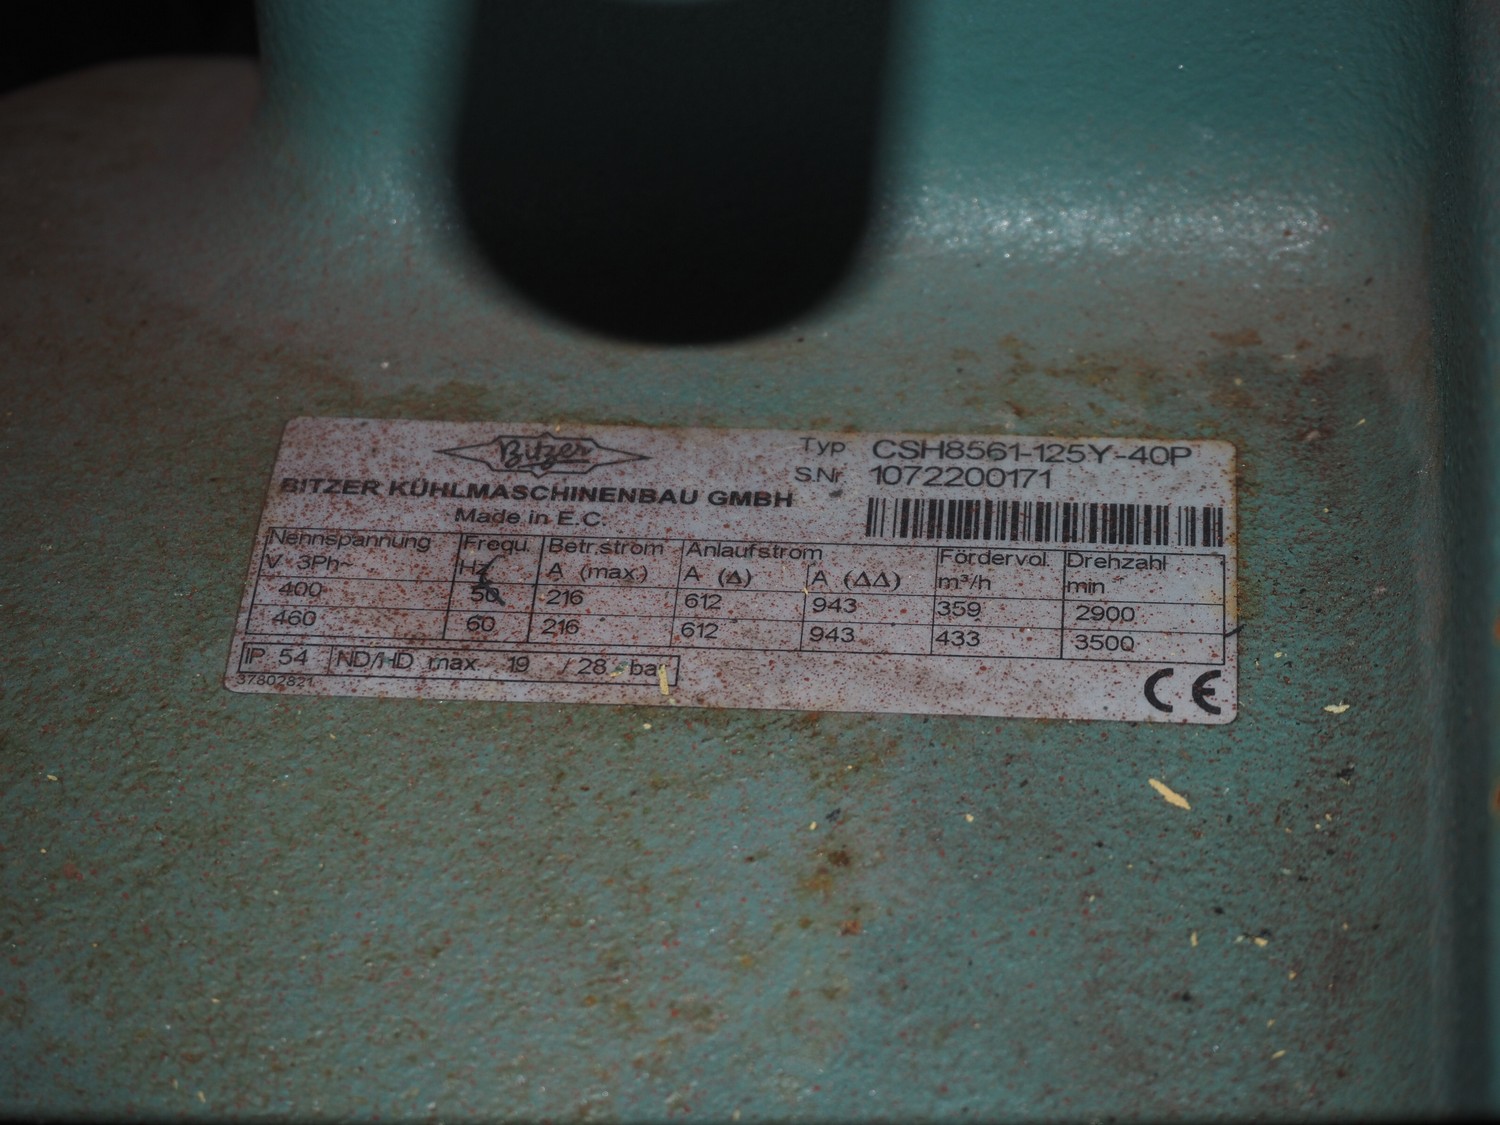 Bitzer
BITZER KÜHLMASCHINENBAU GMBH
Made in E.C.
Typ CSH8561-125Y-40P
S.Nr 1072200171
Nennspannung Frequ. Betr.strom Anlaufstrom Fördervol. Drehzahl
V 3Ph~ Hz A (max.) A (Δ) A (ΔΔ) m³/h min
400 50 216 612 943 359 2900
460 60 216 612 943 433 3500
IP 54 ND/HD max. 19 / 28 bar
37802821
CE